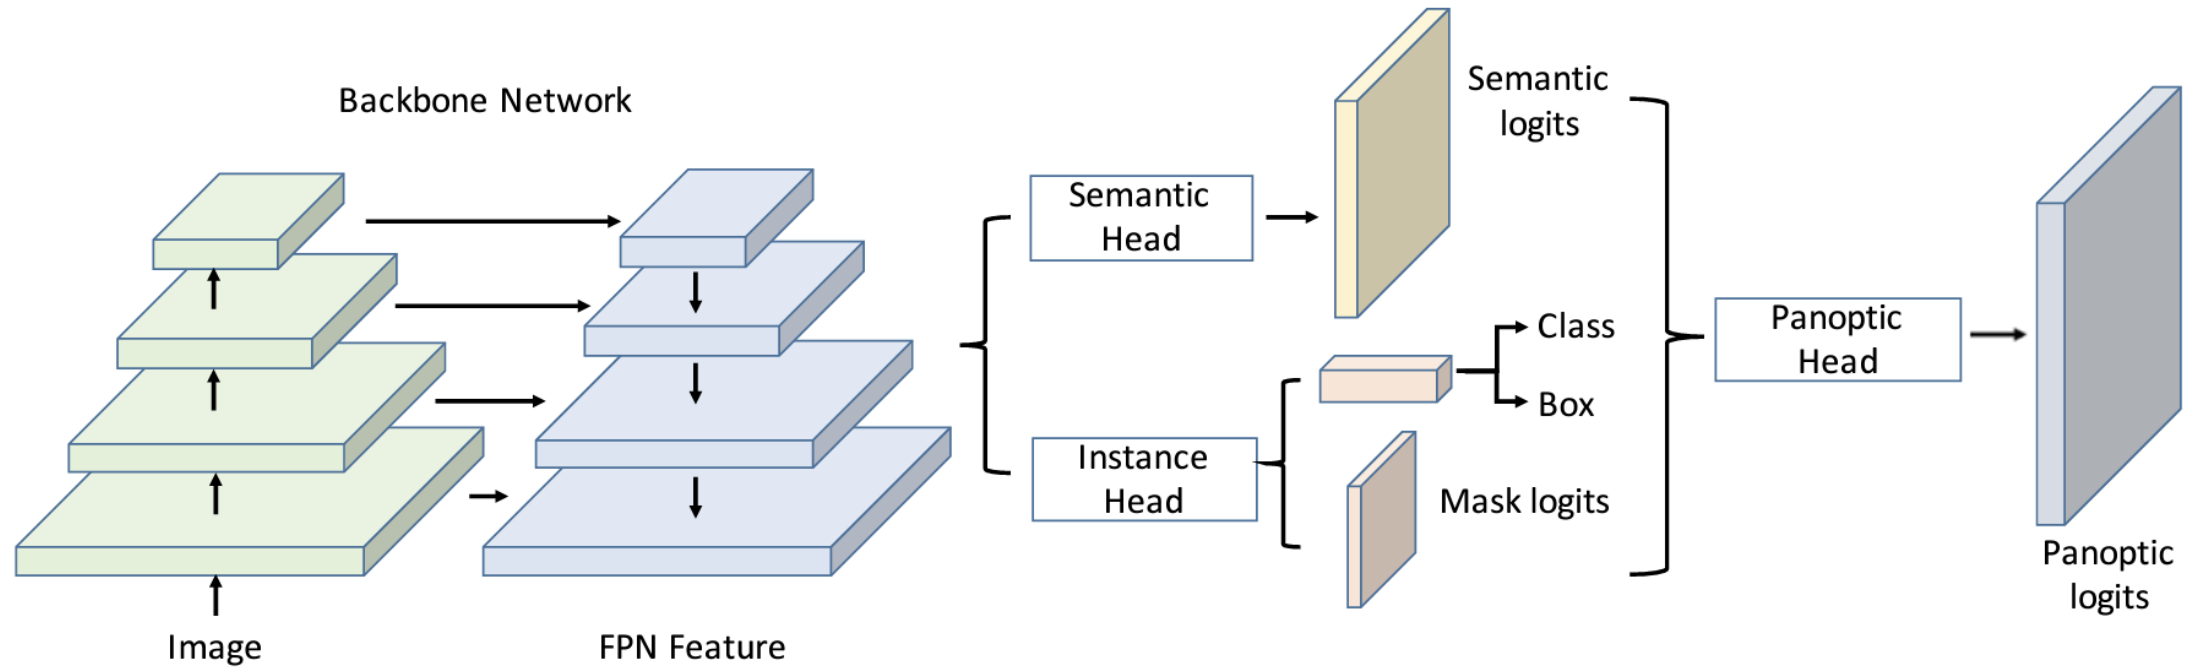 Backbone Network
Image
FPN Feature
Semantic
Head
Instance
Head
Semantic
logits
Class
Box
Mask logits
Panoptic
Head
Panoptic
logits